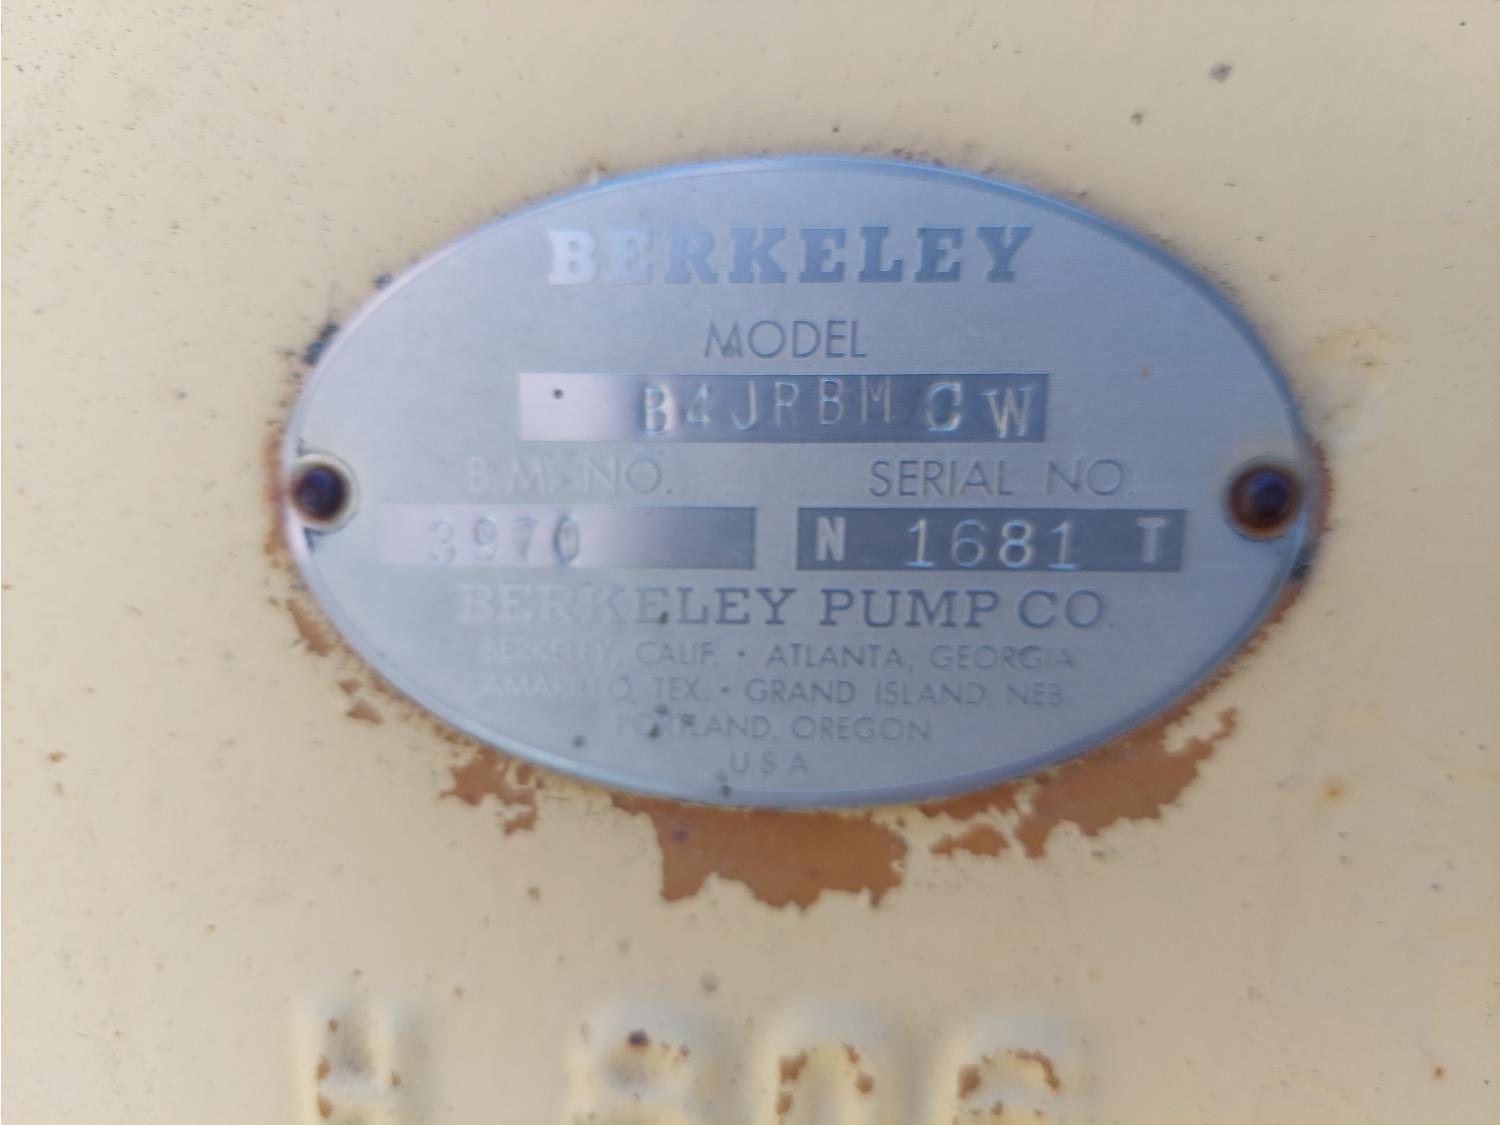 BERKELEY
MODEL
B4JRBM CW
B.M. NO. SERIAL NO.
3970 N 1681 T
BERKELEY PUMP CO.
BERKELEY, CALIF. • ATLANTA, GEORGIA
AMARILLO, TEX. • GRAND ISLAND, NEB.
PORTLAND, OREGON
U S A